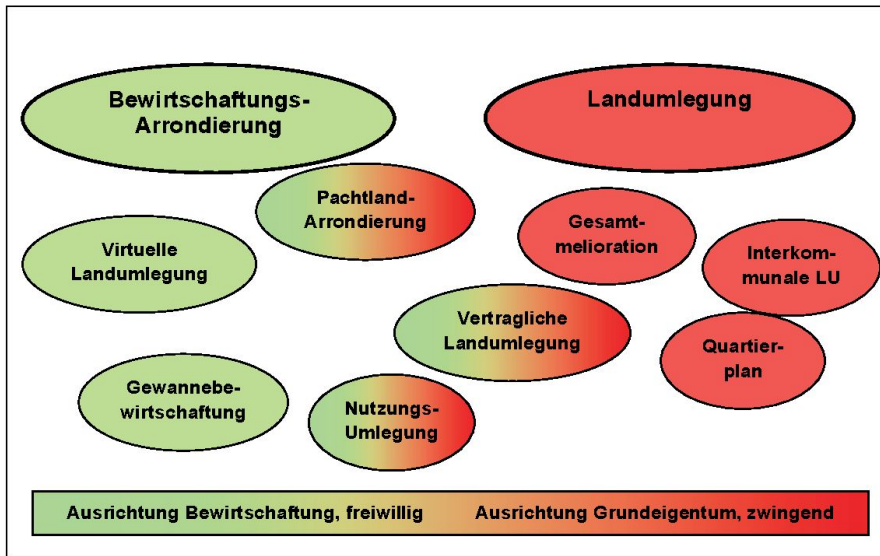 Bewirtschaftungs-
Arrondierung
Landumlegung
Pachtland-
Arrondierung
Gesamt-
melioration
Virtuelle
Landumlegung
Interkom-
munale LU
Vertragliche
Landumlegung
Quartier-
plan
Gewannebe-
wirtschaftung
Nutzungs-
Umlegung
Ausrichtung Bewirtschaftung, freiwillig Ausrichtung Grundeigentum, zwingend